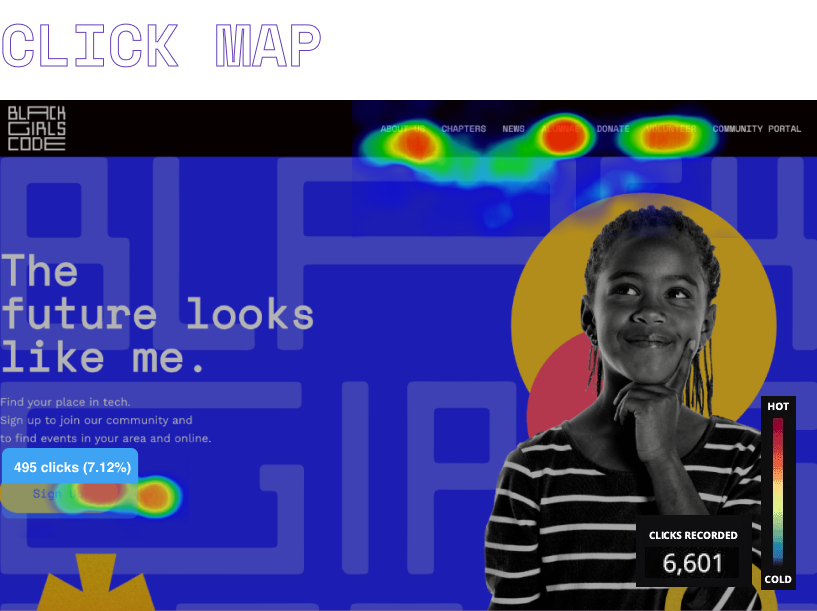 CLICK MAP
BLACK
GIRLS
CODE
ABOUT US CHAPTERS NEWS DONATE VOLUNTEER COMMUNITY PORTAL
The
future looks
like me.
Find your place in tech.
Sign up to join our community and
to find events in your area and online.
495 clicks (7.12%)
Sign
HOT
CLICKS RECORDED
6,601
COLD